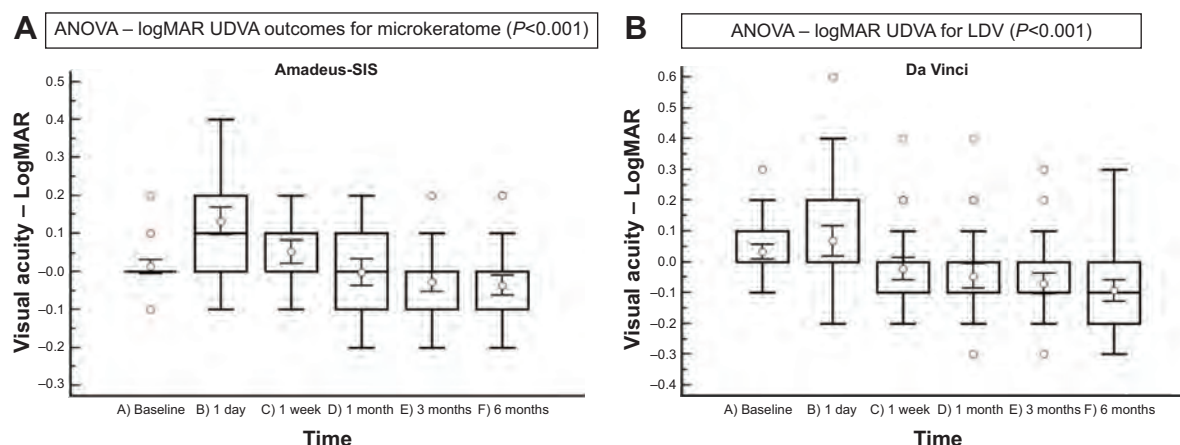 A
ANOVA – logMAR UDVA outcomes for microkeratome (P<0.001)
Amadeus-SIS
Visual acuity – LogMAR
0.5
0.4
0.3
0.2
0.1
–0.0
–0.1
–0.2
–0.3
A) Baseline B) 1 day C) 1 week D) 1 month E) 3 months F) 6 months
Time
B
ANOVA – logMAR UDVA for LDV (P<0.001)
Da Vinci
Visual acuity – LogMAR
0.6
0.5
0.4
0.3
0.2
0.1
0.0
–0.1
–0.2
–0.3
–0.4
A) Baseline B) 1 day C) 1 week D) 1 month E) 3 months F) 6 months
Time